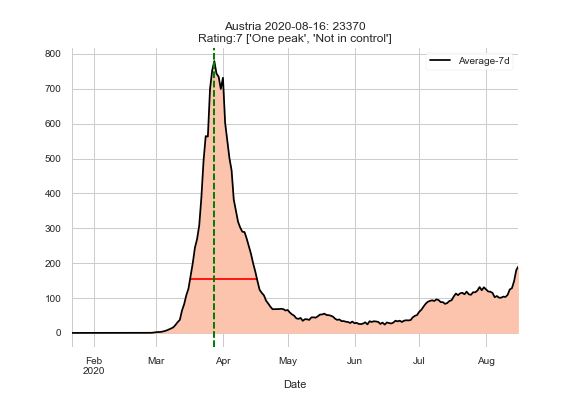 Austria 2020-08-16: 23370
Rating:7 ['One peak', 'Not in control']
Average-7d
800
700
600
500
400
300
200
100
0
Feb
2020
Mar
Apr
May
Jun
Jul
Aug
Date